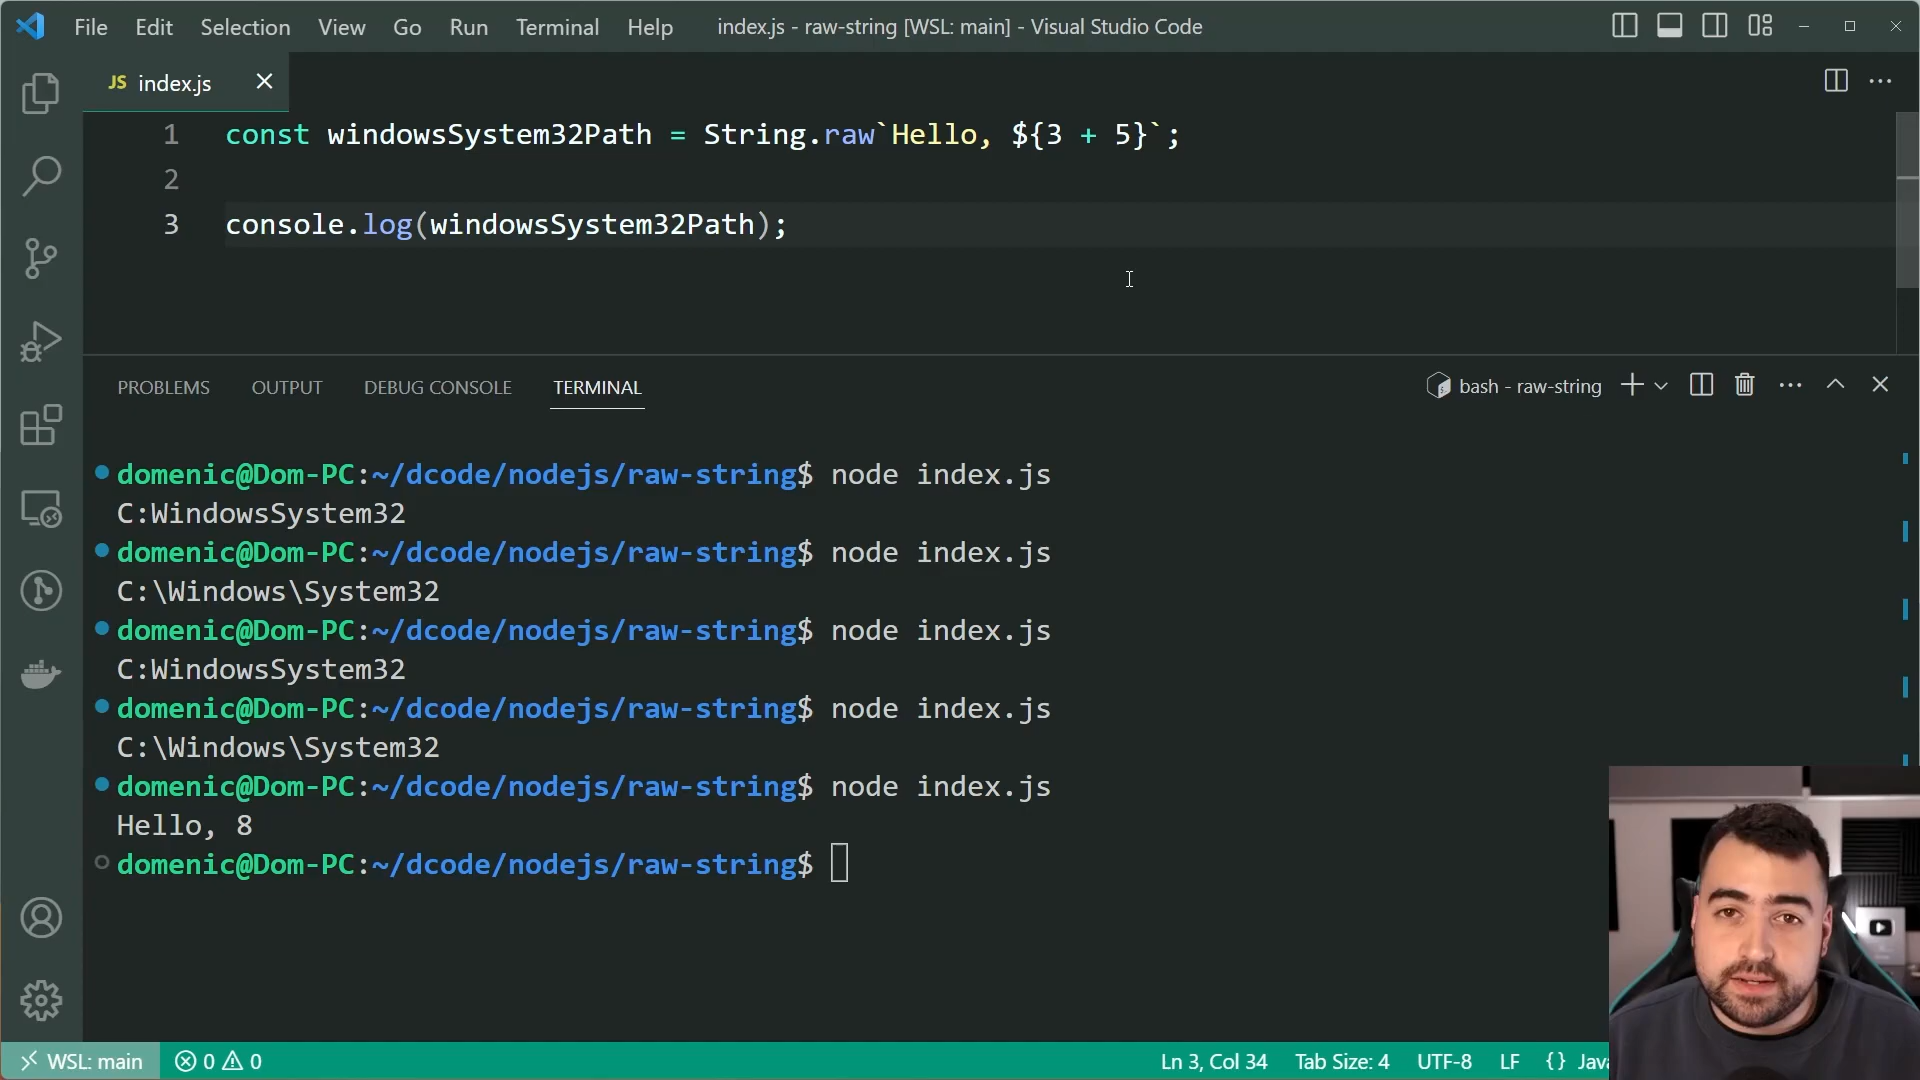 File Edit Selection View Go Run Terminal Help index.js - raw-string [WSL: main] - Visual Studio Code
JS index.js
1 const windowsSystem32Path = String.raw`Hello, ${3 + 5}`;
2
3 console.log(windowsSystem32Path);
PROBLEMS OUTPUT DEBUG CONSOLE TERMINAL bash - raw-string
domenic@Dom-PC:~/dcode/nodejs/raw-string$ node index.js
C:WindowsSystem32
domenic@Dom-PC:~/dcode/nodejs/raw-string$ node index.js
C:\Windows\System32
domenic@Dom-PC:~/dcode/nodejs/raw-string$ node index.js
C:WindowsSystem32
domenic@Dom-PC:~/dcode/nodejs/raw-string$ node index.js
C:\Windows\System32
domenic@Dom-PC:~/dcode/nodejs/raw-string$ node index.js
Hello, 8
domenic@Dom-PC:~/dcode/nodejs/raw-string$
WSL: main 0 0 Ln 3, Col 34 Tab Size: 4 UTF-8 LF {} Java